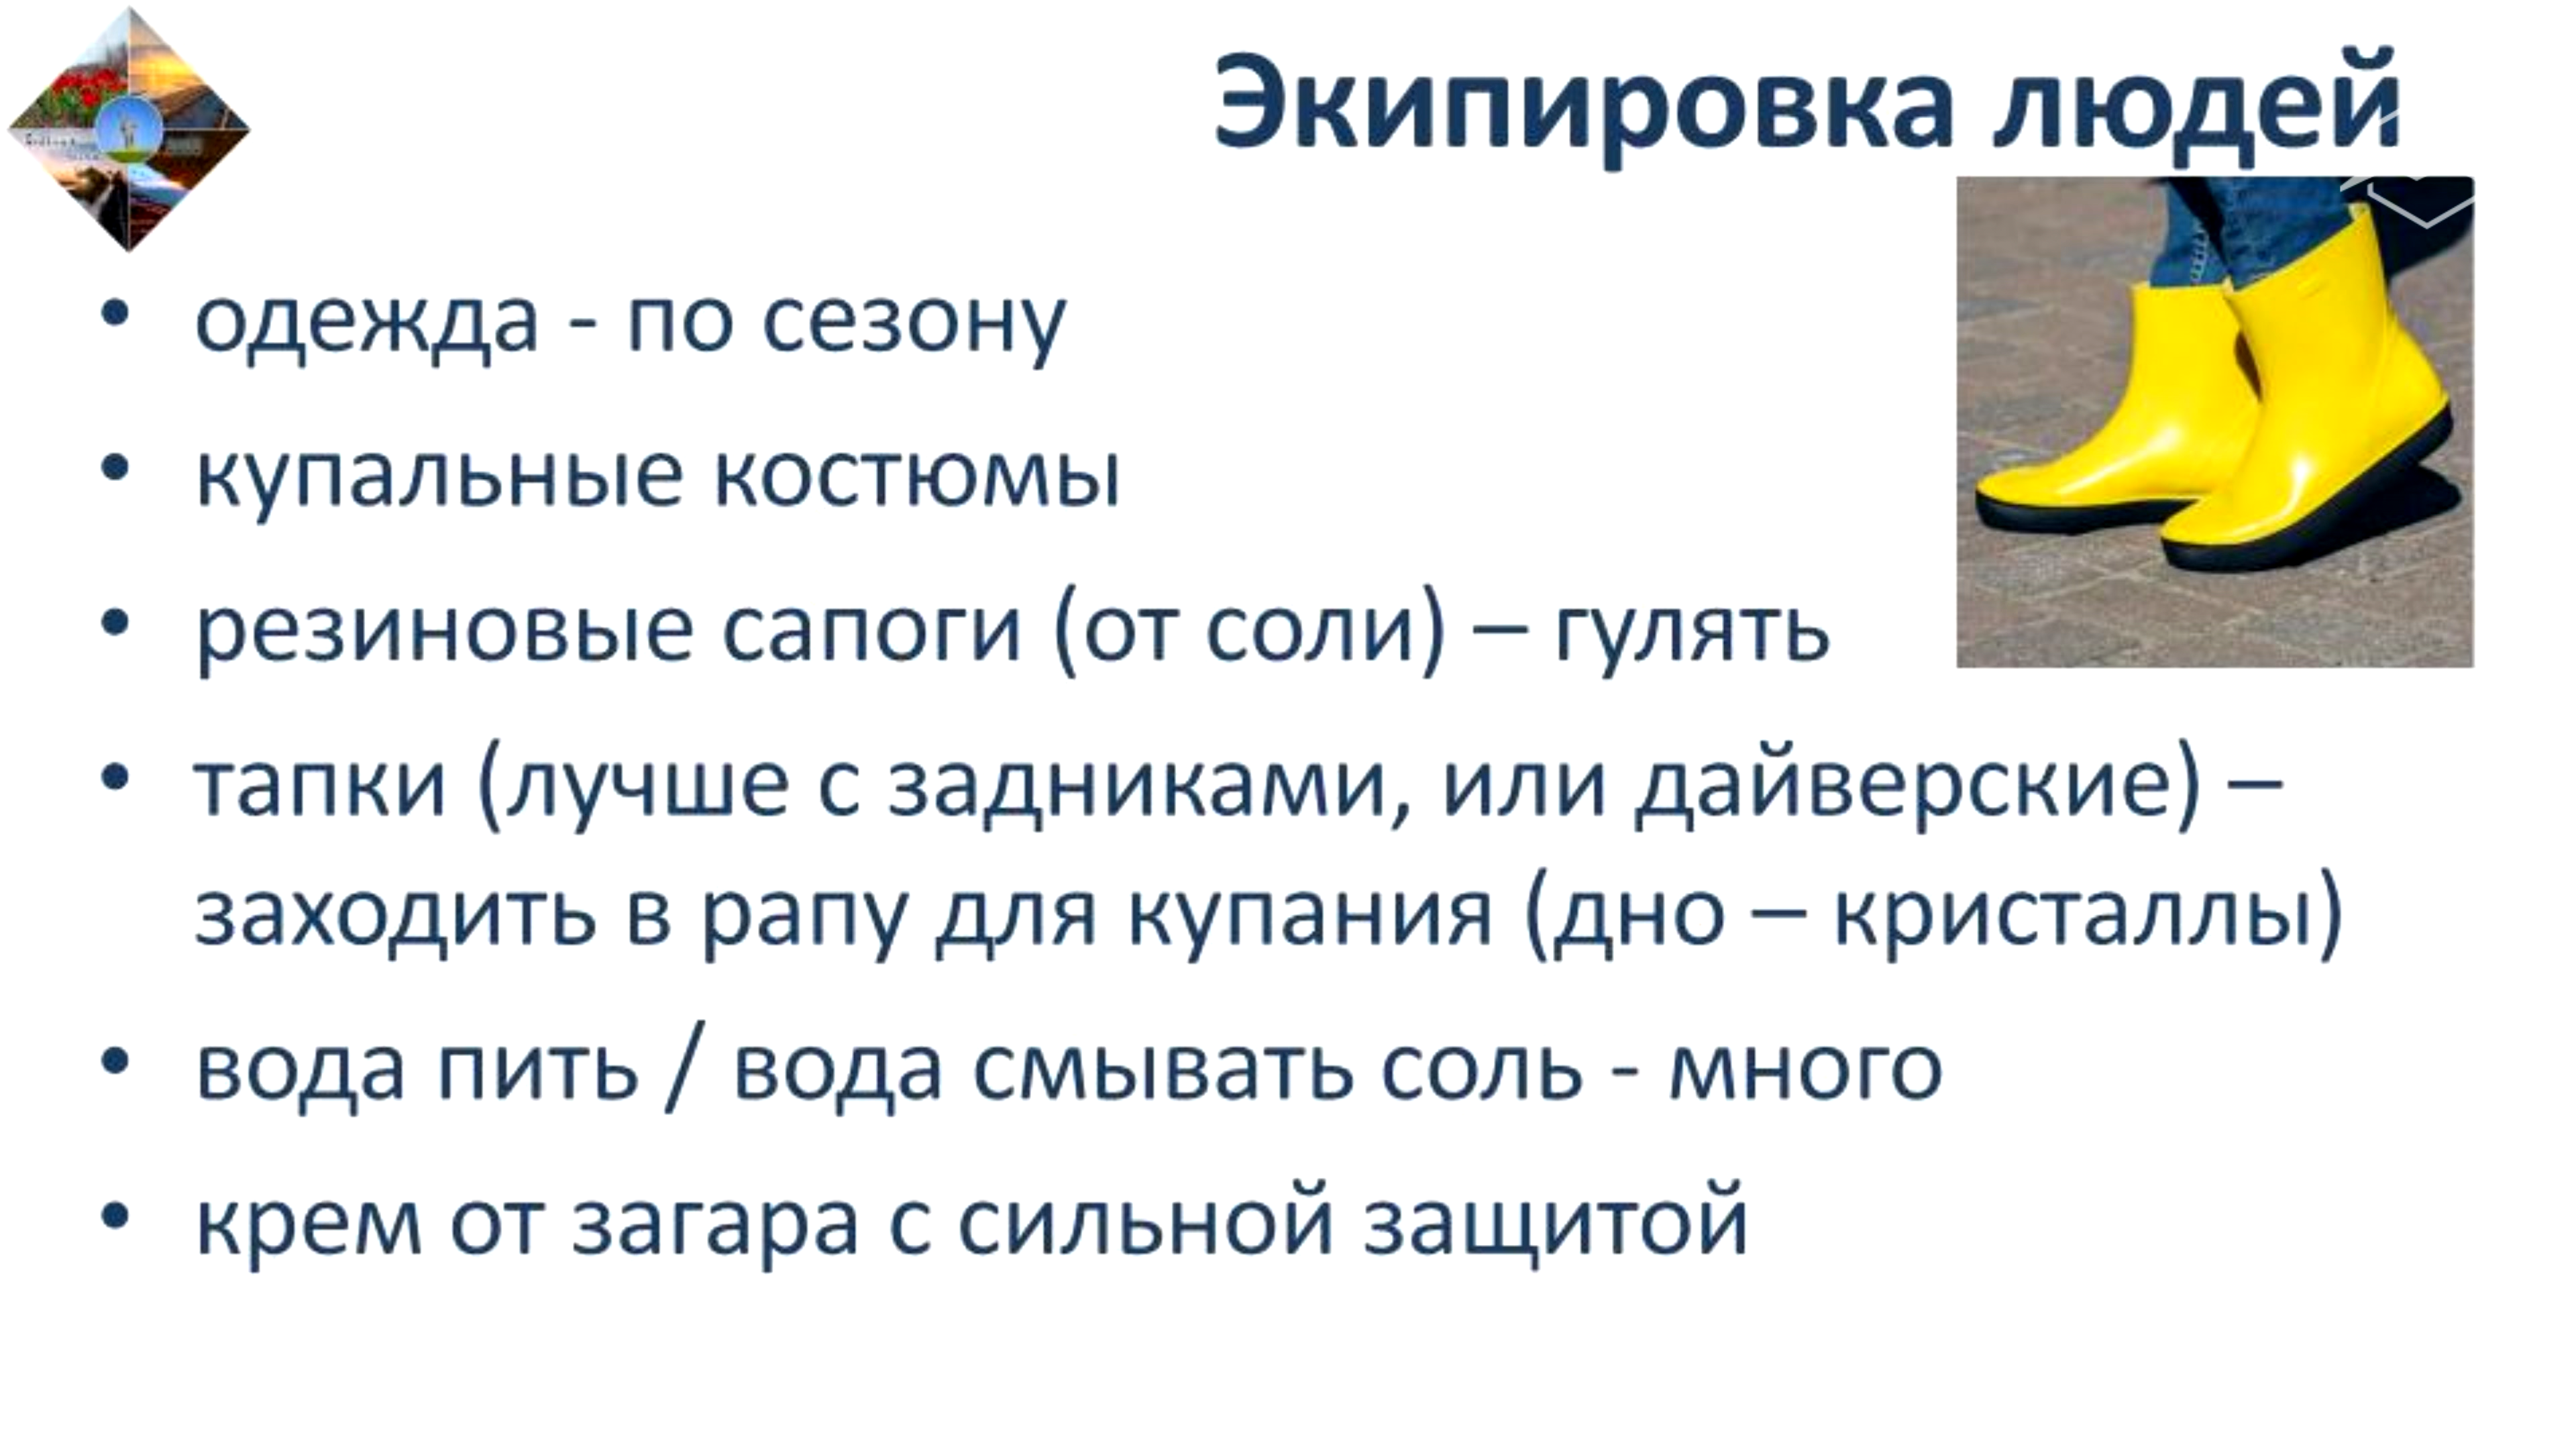 Экипировка людей
• одежда - по сезону
• купальные костюмы
• резиновые сапоги (от соли) – гулять
• тапки (лучше с задниками, или дайверские) –
заходить в рапу для купания (дно – кристаллы)
• вода пить / вода смывать соль - много
• крем от загара с сильной защитой